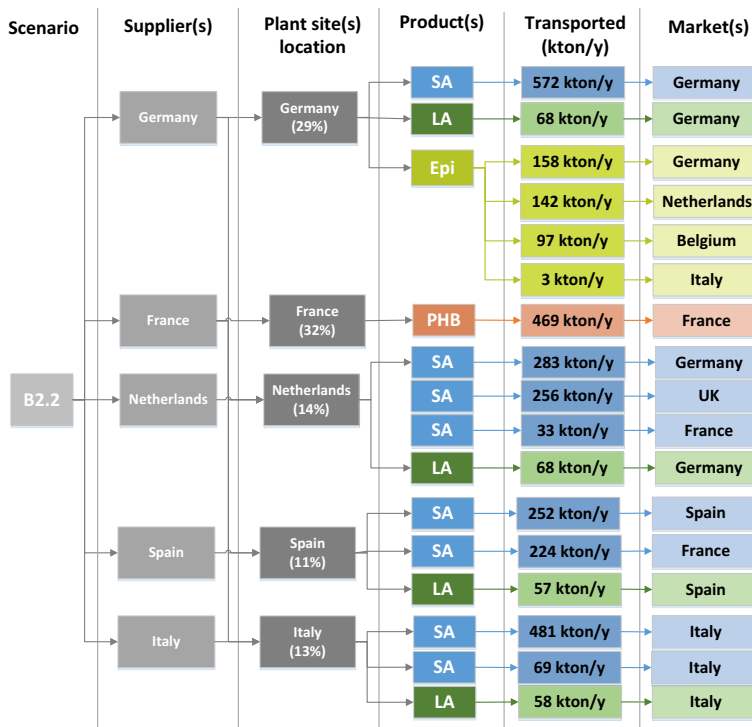 Scenario
Supplier(s)
Plant site(s)
location
Product(s)
Transported
(kton/y)
Market(s)
B2.2
Germany
Germany
(29%)
SA
572 kton/y
Germany
LA
68 kton/y
Germany
Epi
158 kton/y
Germany
142 kton/y
Netherlands
97 kton/y
Belgium
3 kton/y
Italy
France
France
(32%)
PHB
469 kton/y
France
Netherlands
Netherlands
(14%)
SA
283 kton/y
Germany
SA
256 kton/y
UK
SA
33 kton/y
France
LA
68 kton/y
Germany
Spain
Spain
(11%)
SA
252 kton/y
Spain
SA
224 kton/y
France
LA
57 kton/y
Spain
Italy
Italy
(13%)
SA
481 kton/y
Italy
SA
69 kton/y
Italy
LA
58 kton/y
Italy